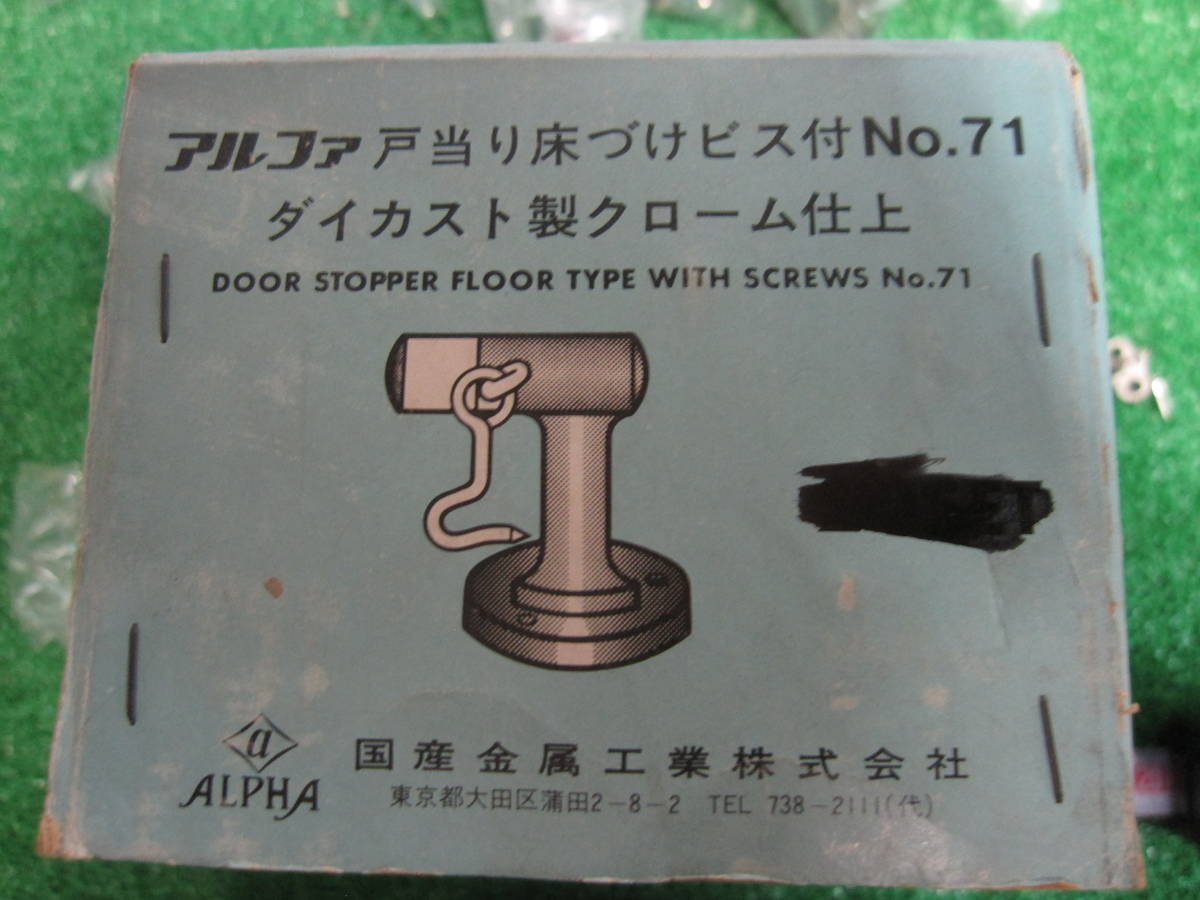 アルファ戸当り床づけビス付No.71
ダイカスト製クローム仕上
DOOR STOPPER FLOOR TYPE WITH SCREWS No.71
α
ALPHA
国産金属工業株式会社
東京都大田区蒲田2-8-2 TEL 738-2111(代)